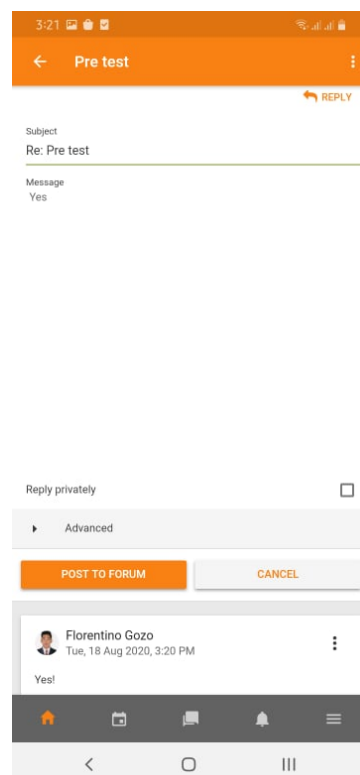 3:21
Pre test
REPLY
Subject
Re: Pre test
Message
Yes
Reply privately
Advanced
POST TO FORUM CANCEL
Florentino Gozo
Tue, 18 Aug 2020, 3:20 PM
Yes!